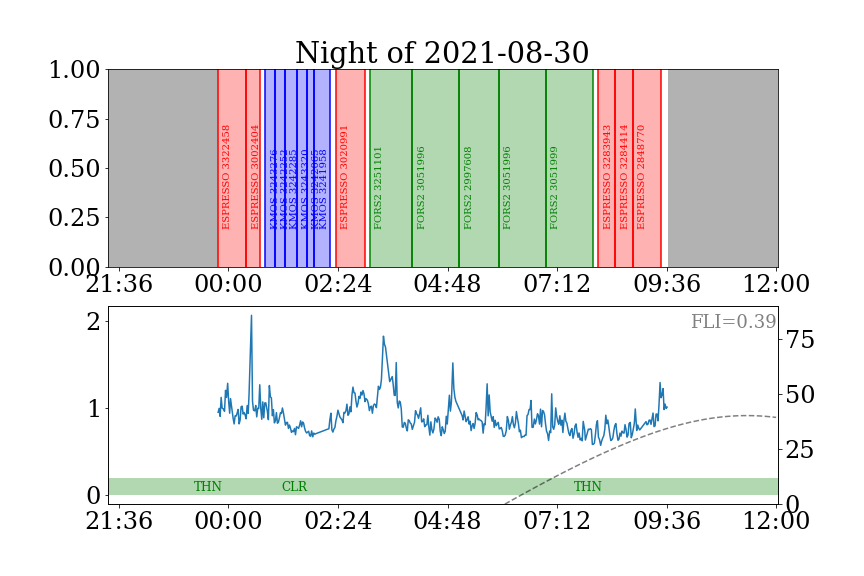 Night of 2021-08-30
1.00
0.75
0.50
0.25
0.00
ESPRESSO 3322458
ESPRESSO 3002404
KMOS 3243276
KMOS 3242285
KMOS 3241958
ESPRESSO 3020991
FORS2 3251101
FORS2 3051996
FORS2 2997608
FORS2 3051996
FORS2 3051999
ESPRESSO 3283943
ESPRESSO 3284414
ESPRESSO 2848770
21:36 00:00 02:24 04:48 07:12 09:36 12:00
FLI=0.39
2
1
0
75
50
25
0
THN CLR THN
21:36 00:00 02:24 04:48 07:12 09:36 12:00